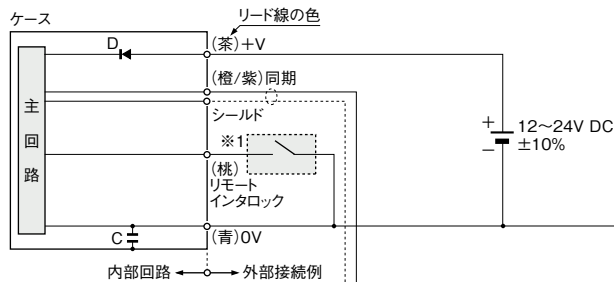 ケース
リード線の色
D
(茶)+V
(橙/紫)同期
シールド
主回路
※1
(桃)
リモート
インタロック
+
−
12〜24V DC
±10%
C
(青)0V
内部回路
外部接続例